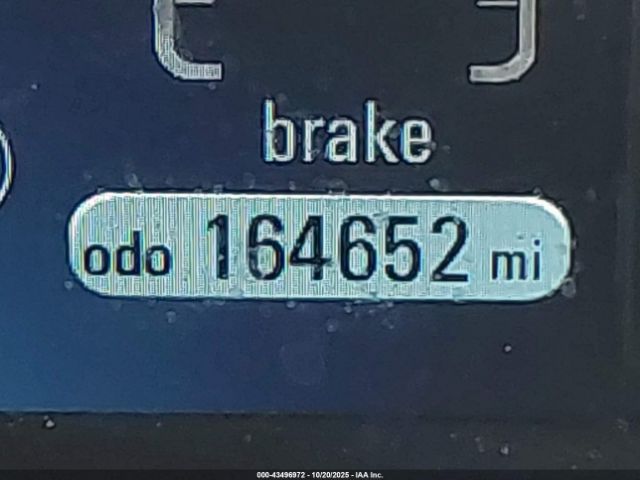 brake
odo 164652 mi
000-43496972 - 10/20/2025 - IAA Inc.